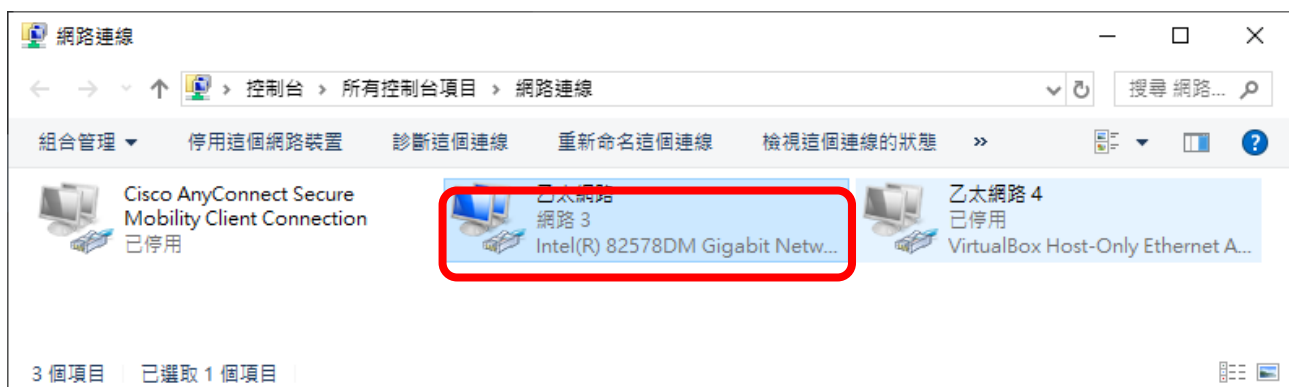 網路連線
控制台 › 所有控制台項目 › 網路連線
搜尋 網路...
組合管理
停用這個網路裝置
診斷這個連線
重新命名這個連線
檢視這個連線的狀態
»
Cisco AnyConnect Secure
Mobility Client Connection
已停用
乙太網路
網路 3
Intel(R) 82578DM Gigabit Netw...
乙太網路 4
已停用
VirtualBox Host-Only Ethernet A...
3 個項目
已選取 1 個項目